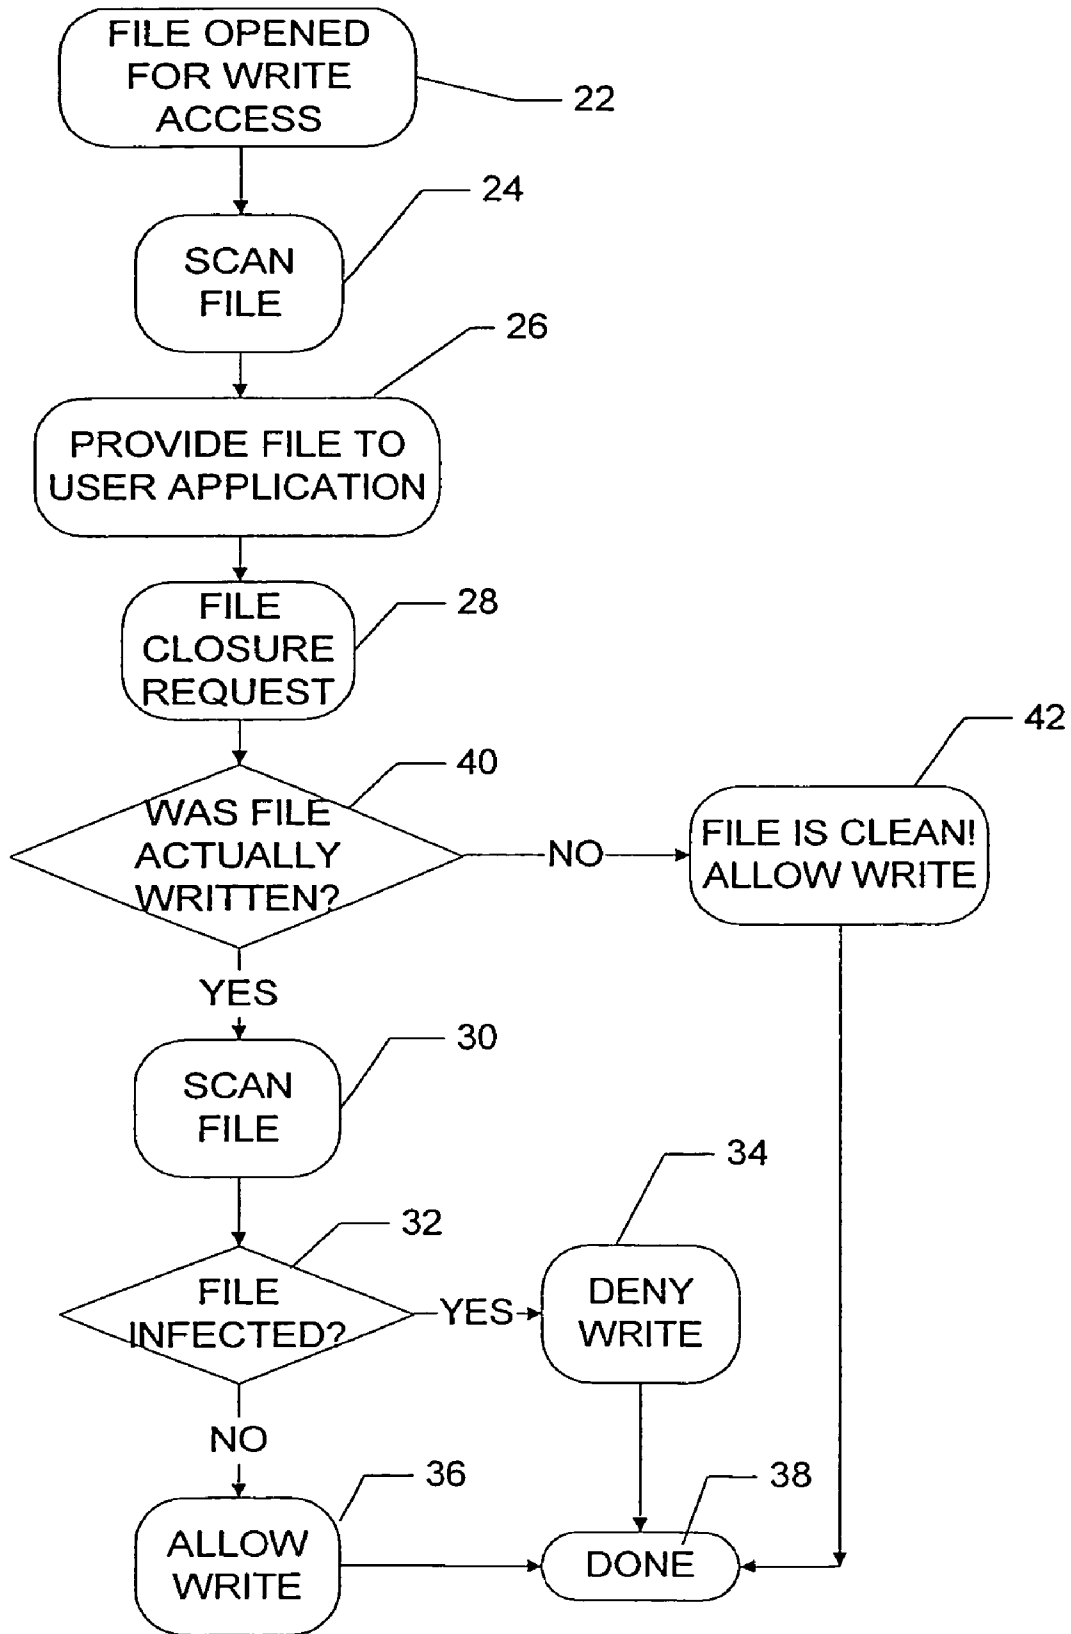 FILE OPENED
FOR WRITE
ACCESS
22
24
SCAN
FILE
26
PROVIDE FILE TO
USER APPLICATION
28
FILE
CLOSURE
REQUEST
42
40
WAS FILE
ACTUALLY
WRITTEN?
NO
FILE IS CLEAN!
ALLOW WRITE
YES
30
SCAN
FILE
34
32
FILE
INFECTED?
YES
DENY
WRITE
NO
36
38
ALLOW
WRITE
DONE